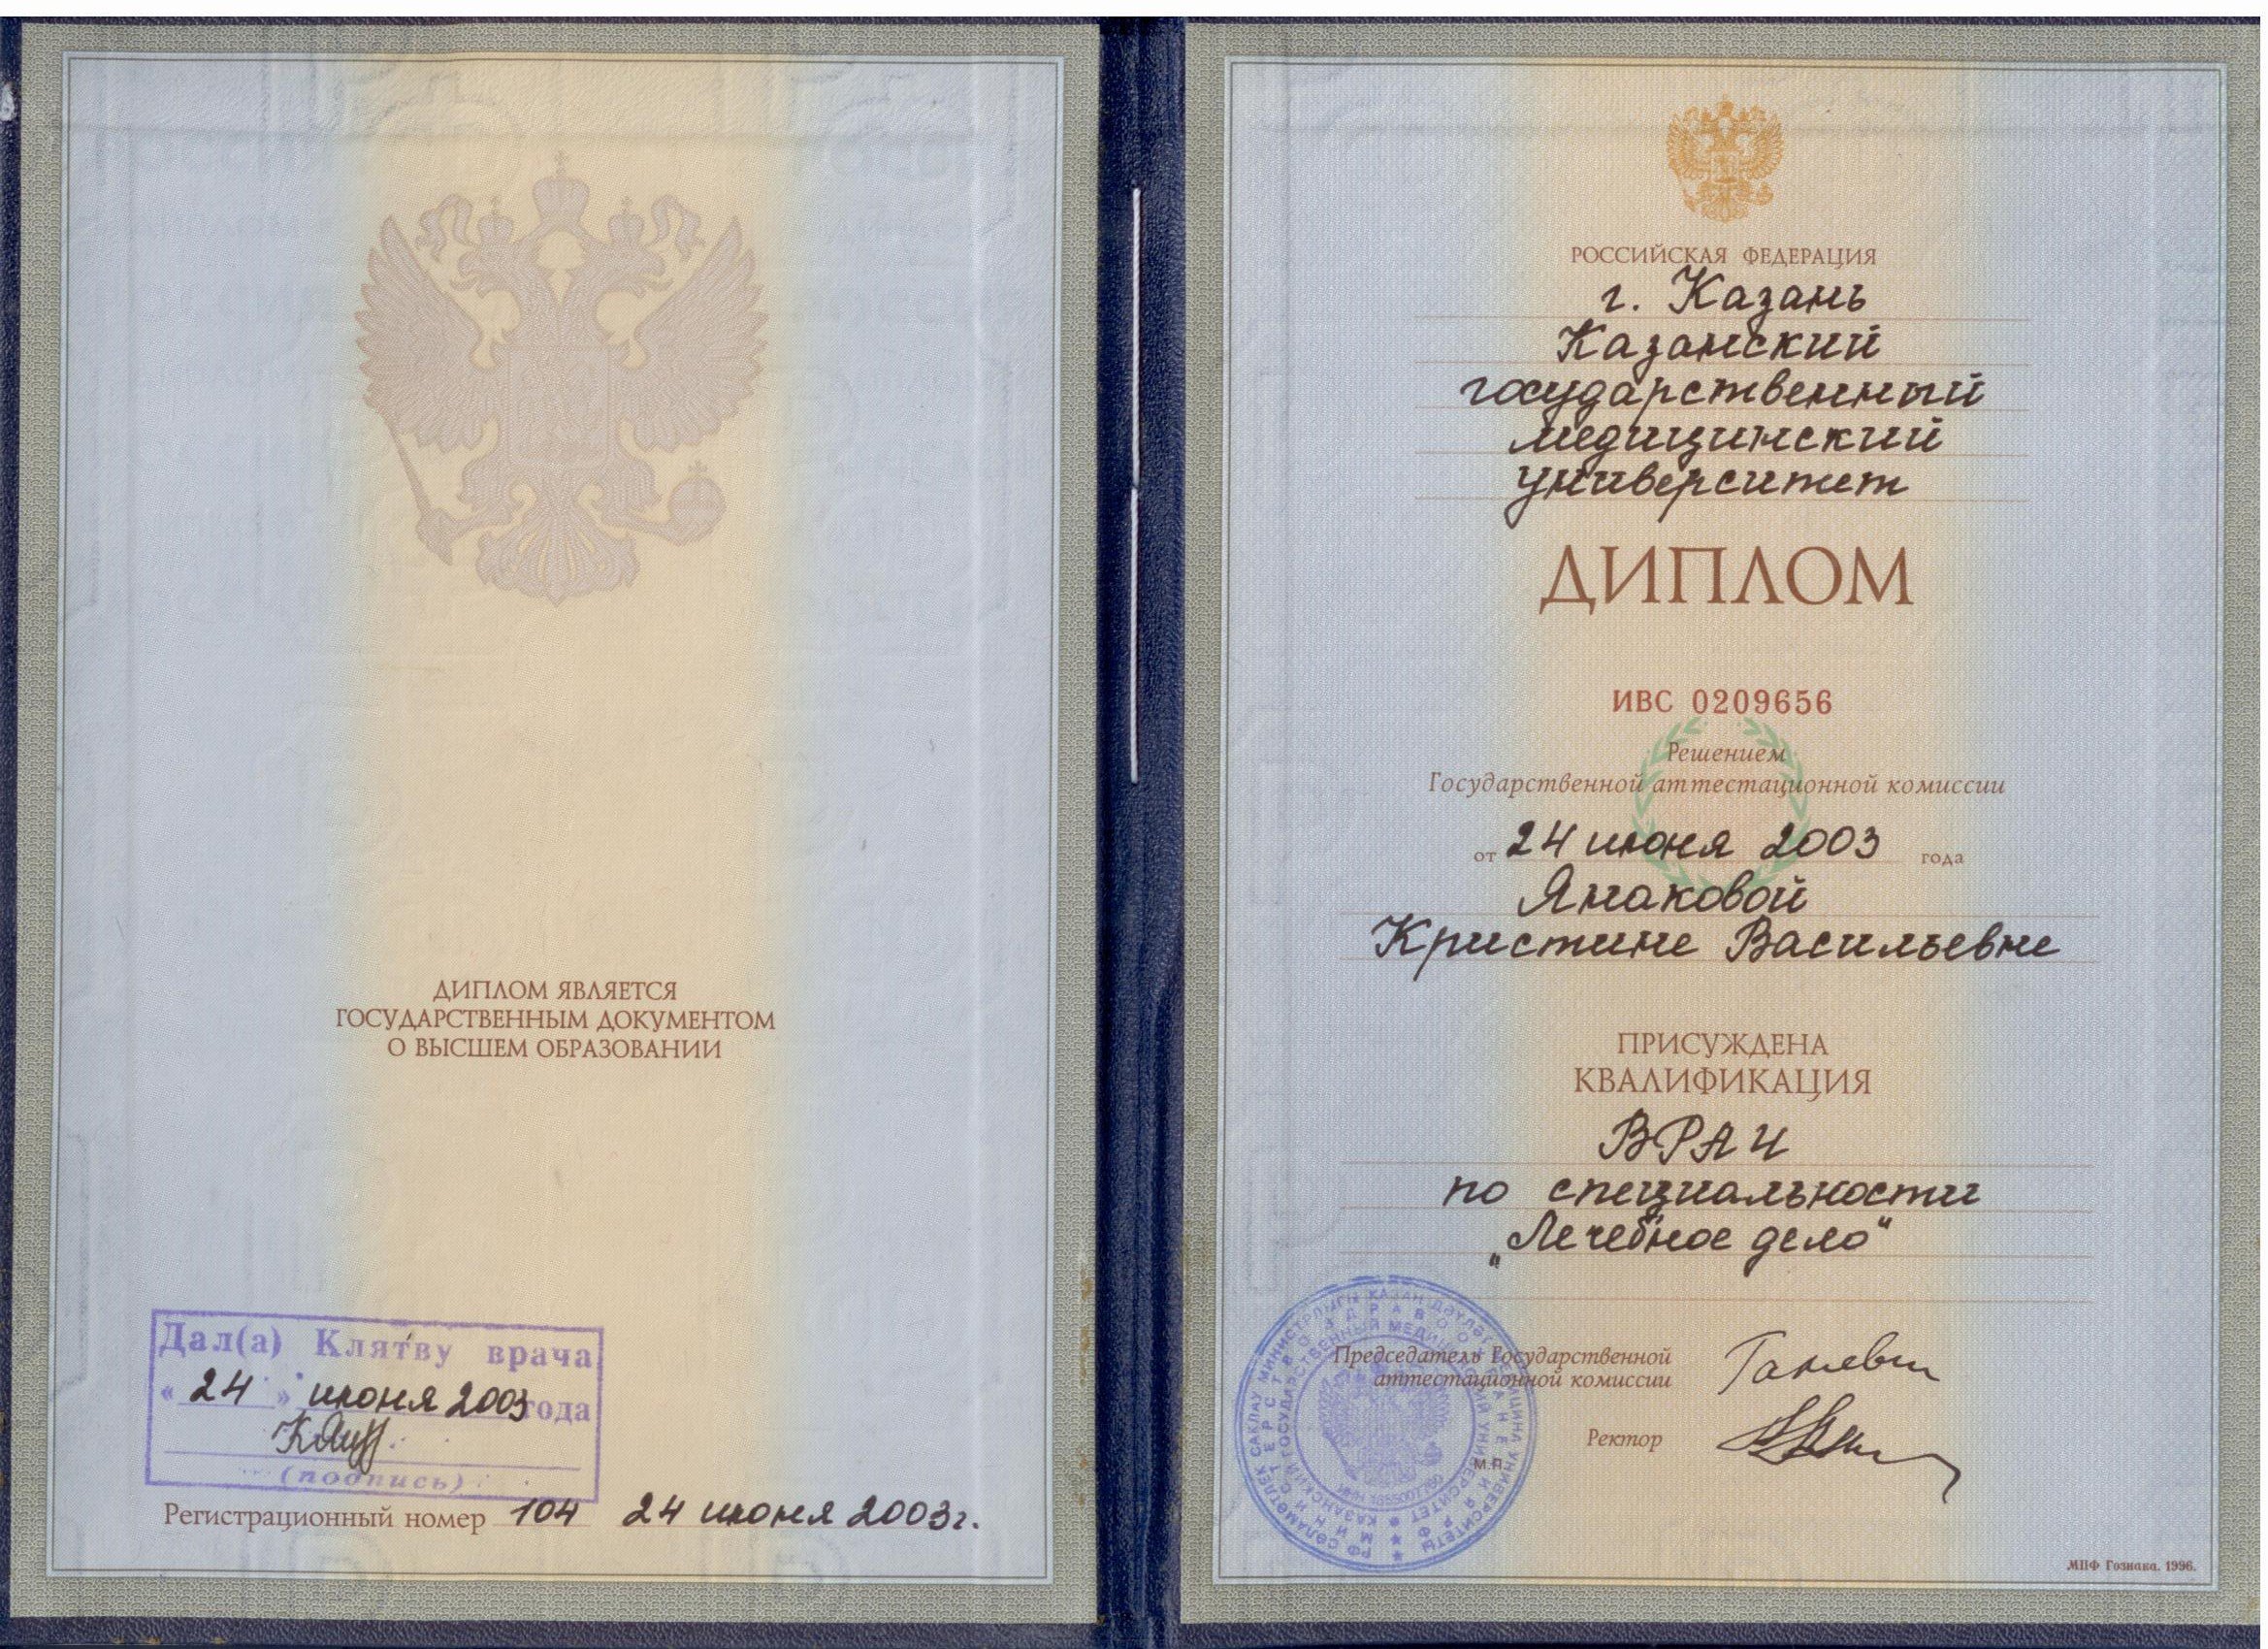 ДИПЛОМ ЯВЛЯЕТСЯ
ГОСУДАРСТВЕННЫМ ДОКУМЕНТОМ
О ВЫСШЕМ ОБРАЗОВАНИИ
Дал(а) Клятву врача
«24» июня 2003 года
(подпись)
Регистрационный номер 104 24 июня 2003г.
РОССИЙСКАЯ ФЕДЕРАЦИЯ
г. Казань
Казанский
государственный
медицинский
университет
ДИПЛОМ
ИВС 0209656
Решением
Государственной аттестационной комиссии
от 24 июня 2003 года
Янаковой
Кристине Васильевне
ПРИСУЖДЕНА
КВАЛИФИКАЦИЯ
ВРАЧ
по специальности
„Лечебное дело“
Председатель Государственной
аттестационной комиссии
Ректор
М.П.
МПФ Гознака. 1996.